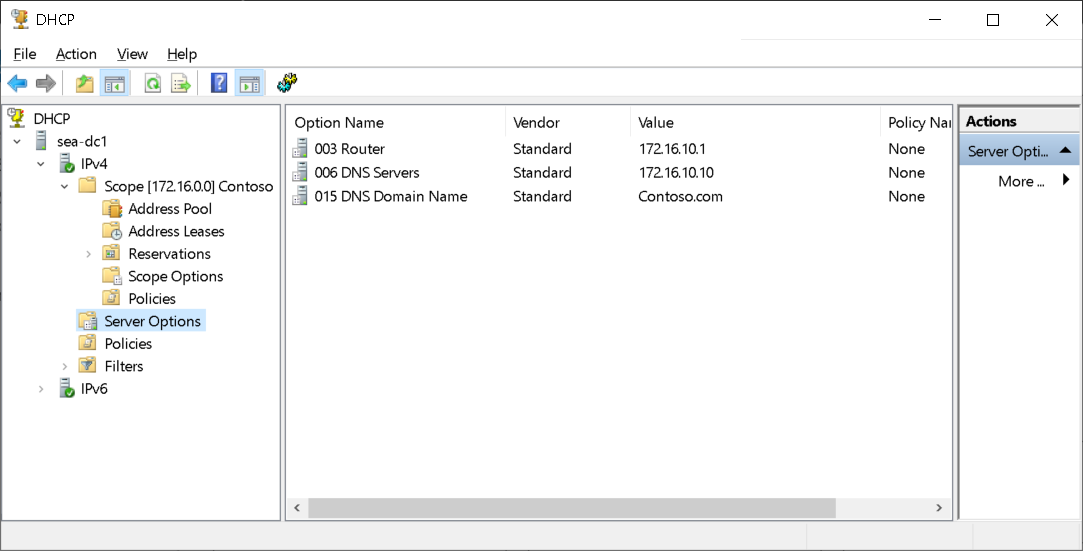 DHCP
File Action View Help
DHCP
sea-dc1
IPv4
Scope [172.16.0.0] Contoso
Address Pool
Address Leases
Reservations
Scope Options
Policies
Server Options
Policies
Filters
IPv6
Option Name Vendor Value Policy Nar
003 Router Standard 172.16.10.1 None
006 DNS Servers Standard 172.16.10.10 None
015 DNS Domain Name Standard Contoso.com None
Actions
Server Opti...
More ...